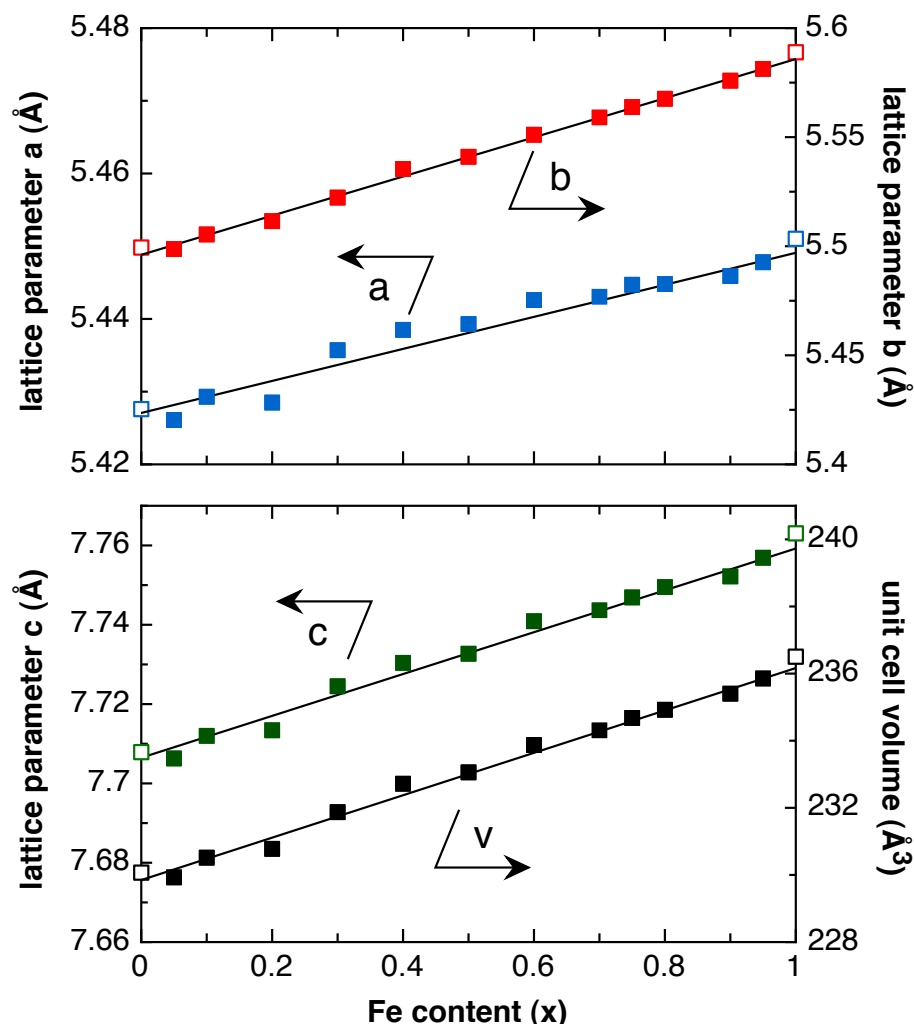 5.48
5.46
5.44
5.42
lattice parameter a (Å)
5.6
5.55
5.5
5.45
5.4
lattice parameter b (Å)
b
a
7.76
7.74
7.72
7.7
7.68
7.66
lattice parameter c (Å)
240
236
232
228
unit cell volume (Å³)
c
v
0
0.2
0.4
0.6
0.8
1
Fe content (x)